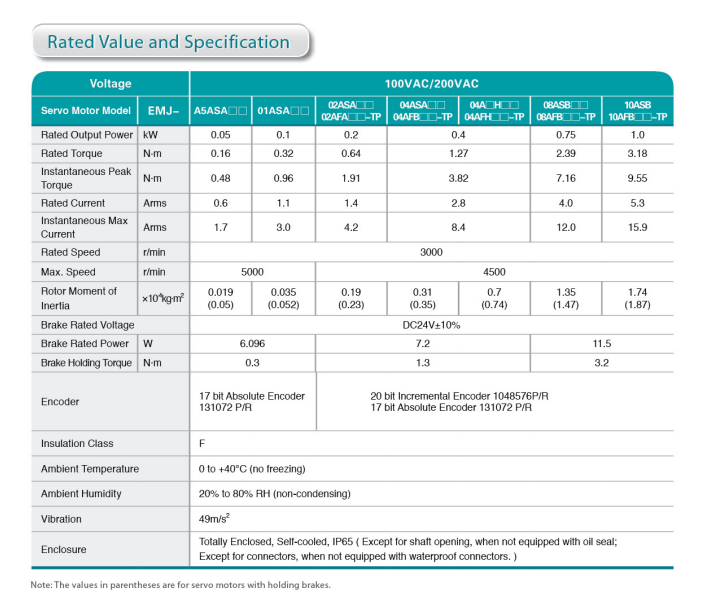 Rated Value and Specification
Voltage 100VAC/200VAC
Servo Motor Model EMJ– A5ASA□□ 01ASA□□ 02ASA□□ 04ASA□□ 04A□H□□ 08ASB□□ 10ASB
02AFA□□–TP 04AFB□□–TP 04AFH□□–TP 08AFB□□–TP 10AFB□□–TP
Rated Output Power kW 0.05 0.1 0.2 0.4 0.75 1.0
Rated Torque N·m 0.16 0.32 0.64 1.27 2.39 3.18
Instantaneous Peak
Torque N·m 0.48 0.96 1.91 3.82 7.16 9.55
Rated Current Arms 0.6 1.1 1.4 2.8 4.0 5.3
Instantaneous Max
Current Arms 1.7 3.0 4.2 8.4 12.0 15.9
Rated Speed r/min 3000
Max. Speed r/min 5000 4500
Rotor Moment of
Inertia ×10⁻⁴kg·m² 0.019 0.035 0.19 0.31 0.7 1.35 1.74
(0.05) (0.052) (0.23) (0.35) (0.74) (1.47) (1.87)
Brake Rated Voltage DC24V±10%
Brake Rated Power W 6.096 7.2 11.5
Brake Holding Torque N·m 0.3 1.3 3.2
Encoder 17 bit Absolute Encoder 20 bit Incremental Encoder 1048576P/R
131072 P/R 17 bit Absolute Encoder 131072 P/R
Insulation Class F
Ambient Temperature 0 to +40°C (no freezing)
Ambient Humidity 20% to 80% RH (non-condensing)
Vibration 49m/s²
Enclosure Totally Enclosed, Self-cooled, IP65 ( Except for shaft opening, when not equipped with oil seal;
Except for connectors, when not equipped with waterproof connectors. )
Note: The values in parentheses are for servo motors with holding brakes.